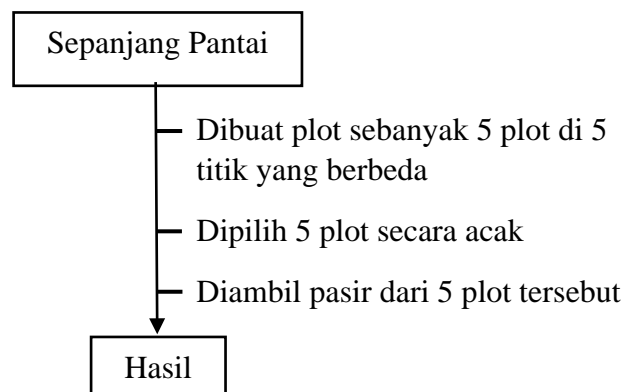 Sepanjang Pantai
Dibuat plot sebanyak 5 plot di 5
titik yang berbeda
Dipilih 5 plot secara acak
Diambil pasir dari 5 plot tersebut
Hasil